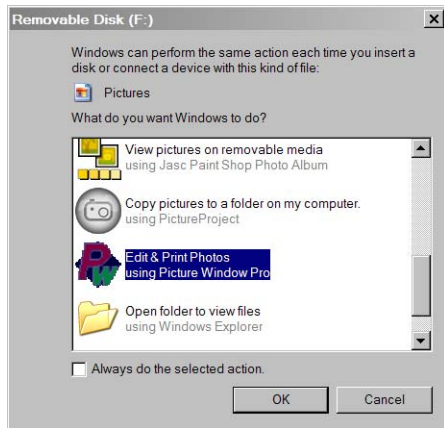 Removable Disk (F:)
Windows can perform the same action each time you insert a
disk or connect a device with this kind of file:
Pictures
What do you want Windows to do?
View pictures on removable media
using Jasc Paint Shop Photo Album
Copy pictures to a folder on my computer.
using PictureProject
Edit & Print Photos
using Picture Window Pro
Open folder to view files
using Windows Explorer
Always do the selected action.
OK
Cancel